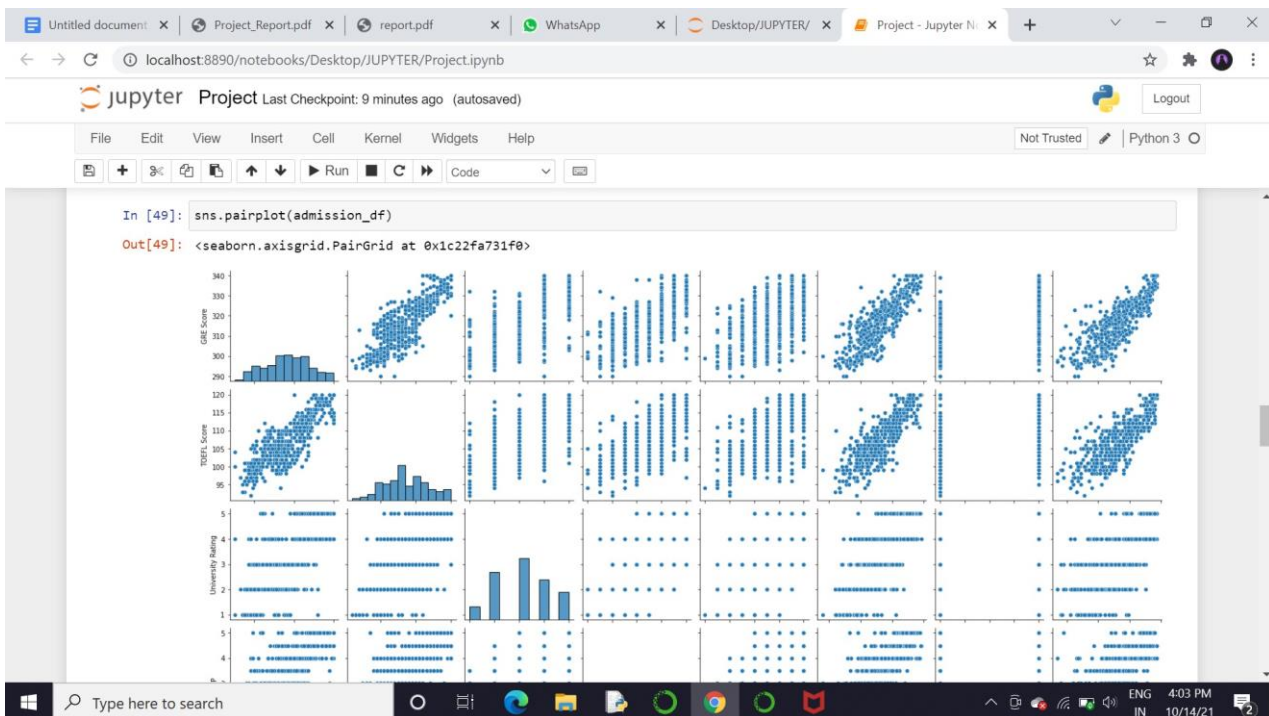 Untitled document
Project_Report.pdf
report.pdf
WhatsApp
Desktop/JUPYTER/
Project - Jupyter No
localhost:8890/notebooks/Desktop/JUPYTER/Project.ipynb
jupyter Project Last Checkpoint: 9 minutes ago (autosaved)
Logout
File Edit View Insert Cell Kernel Widgets Help
Not Trusted Python 3
Run Code
In [49]: sns.pairplot(admission_df)
Out[49]: <seaborn.axisgrid.PairGrid at 0x1c22fa731f0>
340
330
320
310
300
290
GRE Score
120
115
110
105
100
95
TOEFL Score
5
4
3
2
1
University Rating
5
4
Type here to search
ENG
IN
4:03 PM
10/14/21
2